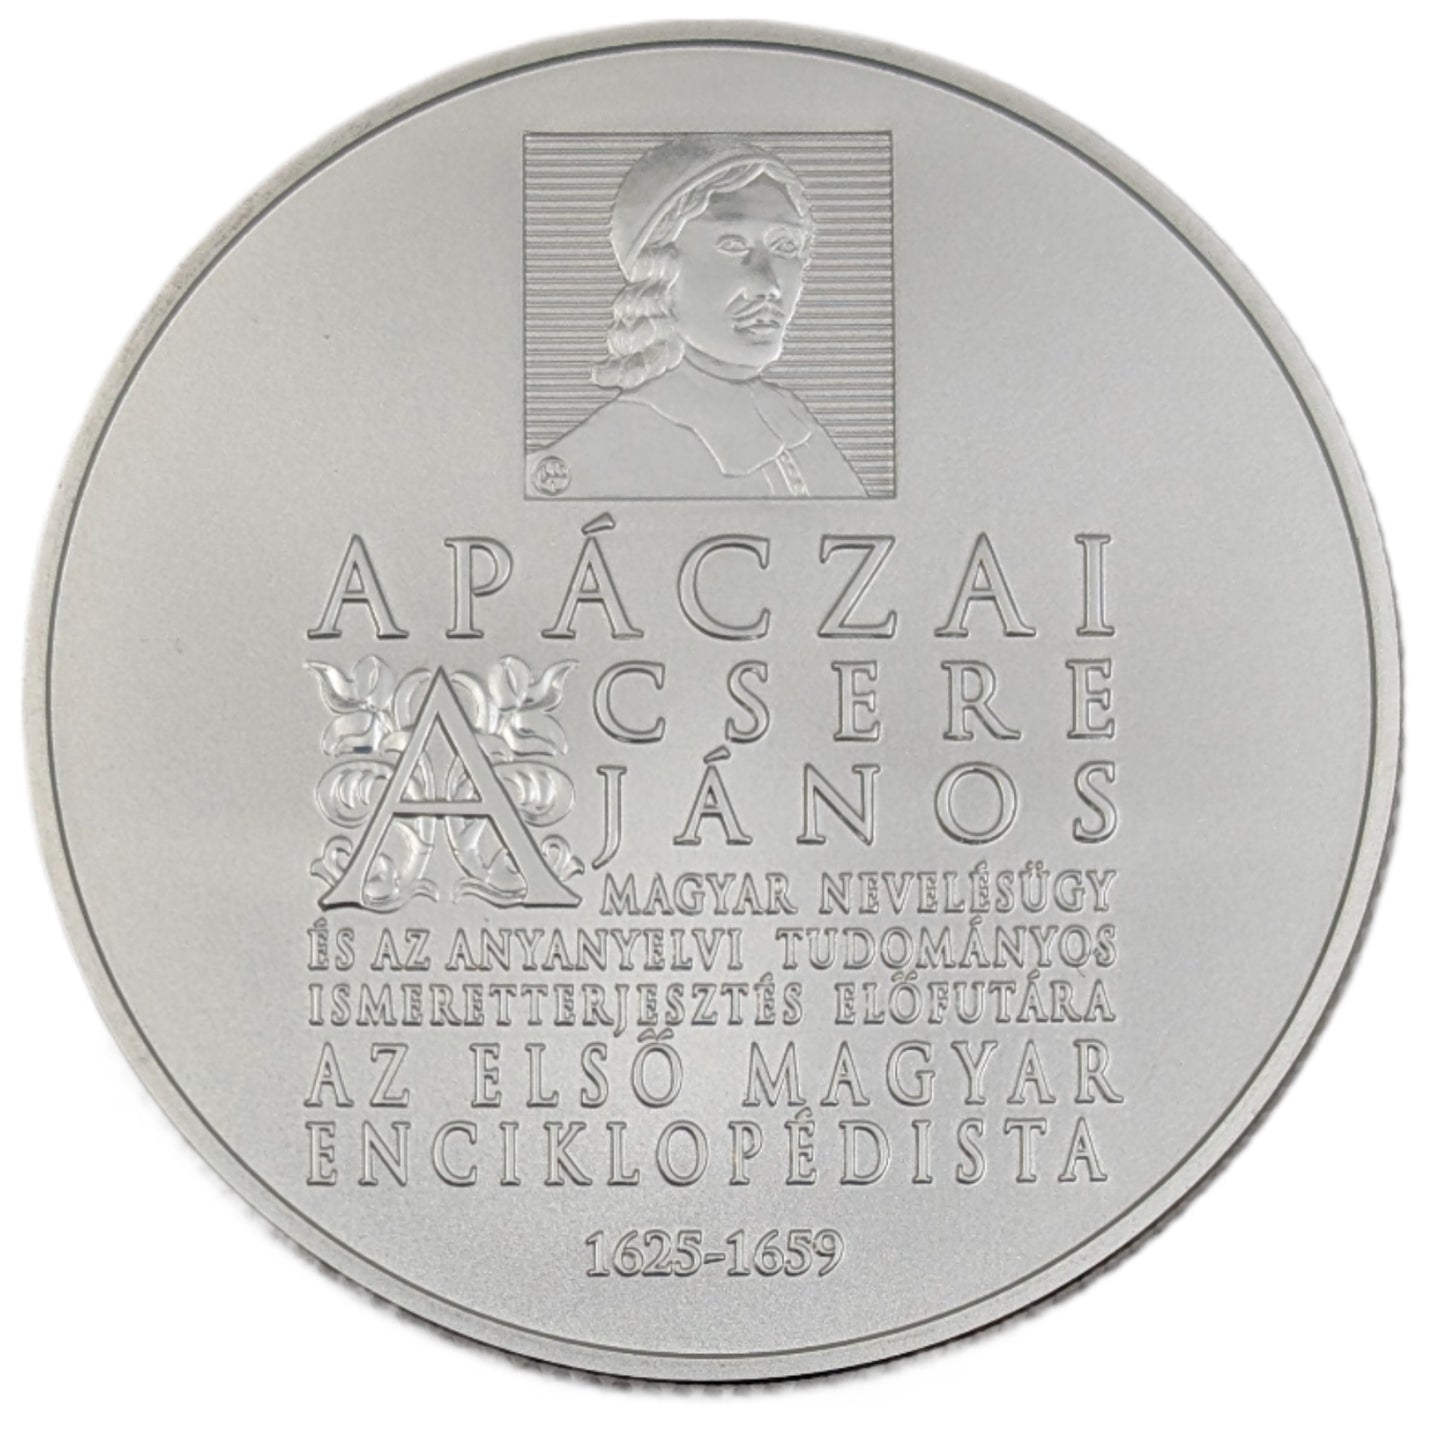 APÁCZAI
CSERE
JÁNOS
A
MAGYAR NEVELÉSÜGY
ÉS AZ ANYANYELVI TUDOMÁNYOS
ISMERETTERJESZTÉS ELŐFUTÁRA
AZ ELSŐ MAGYAR
ENCIKLOPÉDISTA
1625-1659